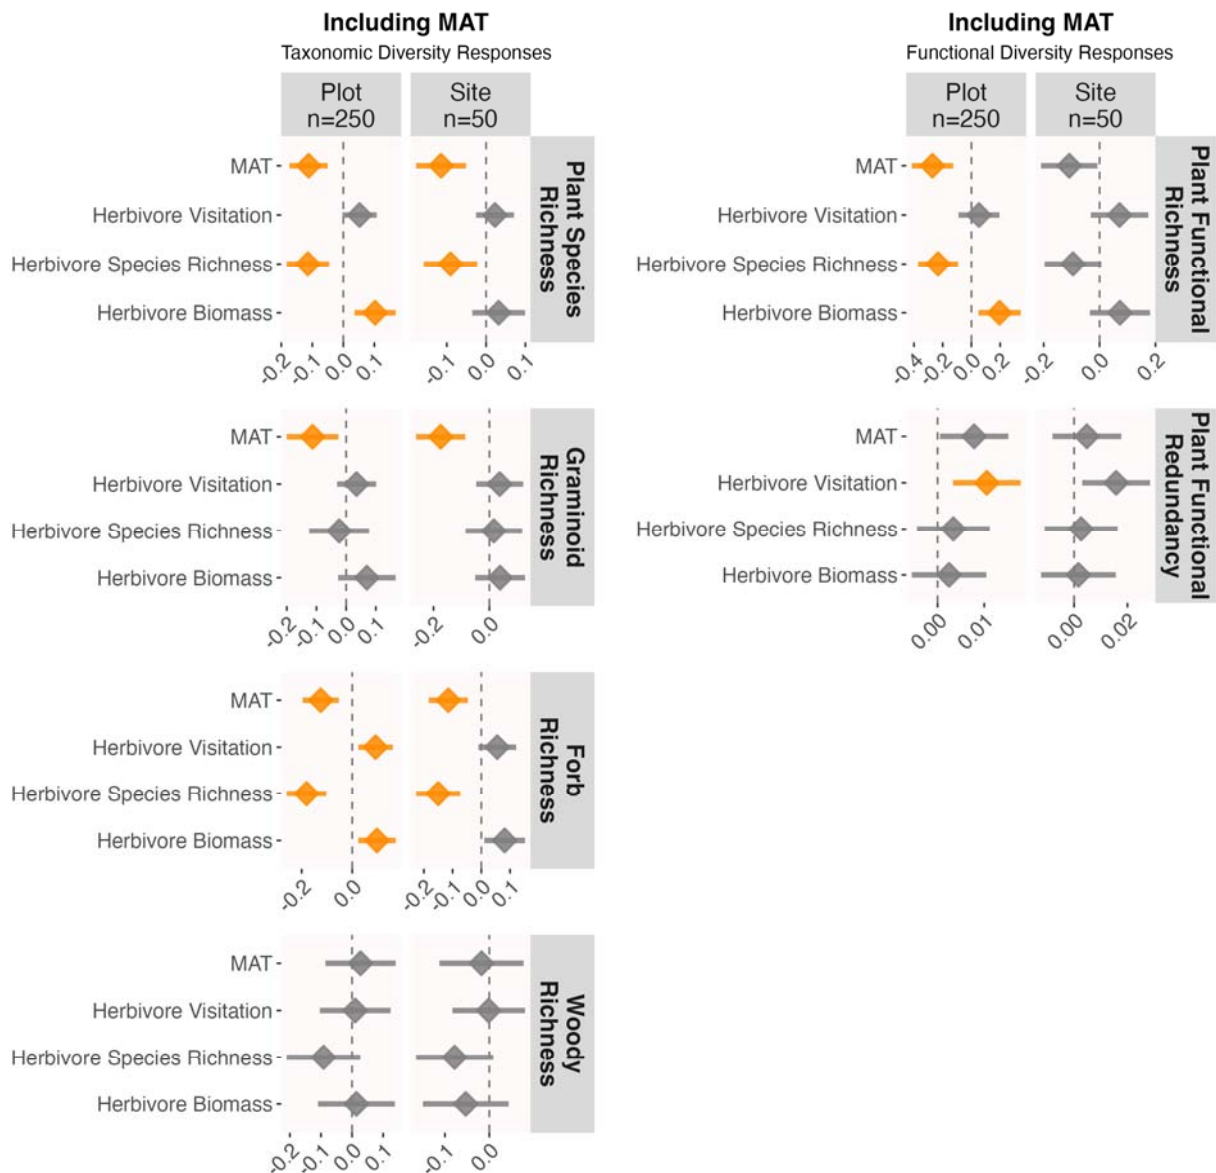 Including MAT
Taxonomic Diversity Responses
Plot
n=250
Site
n=50
MAT
Herbivore Visitation
Herbivore Species Richness
Herbivore Biomass
Plant Species
Richness
-0.2
-0.1
0.0
0.1
-0.1
0.0
0.1
MAT
Herbivore Visitation
Herbivore Species Richness
Herbivore Biomass
Graminoid
Richness
-0.2
-0.1
0.0
0.1
-0.2
0.0
MAT
Herbivore Visitation
Herbivore Species Richness
Herbivore Biomass
Forb
Richness
-0.2
0.0
-0.2
-0.1
0.0
0.1
MAT
Herbivore Visitation
Herbivore Species Richness
Herbivore Biomass
Woody
Richness
-0.2
-0.1
0.0
0.1
-0.1
0.0
Including MAT
Functional Diversity Responses
Plot
n=250
Site
n=50
MAT
Herbivore Visitation
Herbivore Species Richness
Herbivore Biomass
Plant Functional
Richness
-0.4
-0.2
0.0
0.2
-0.2
0.0
0.2
MAT
Herbivore Visitation
Herbivore Species Richness
Herbivore Biomass
Plant Functional
Redundancy
0.00
0.01
0.00
0.02